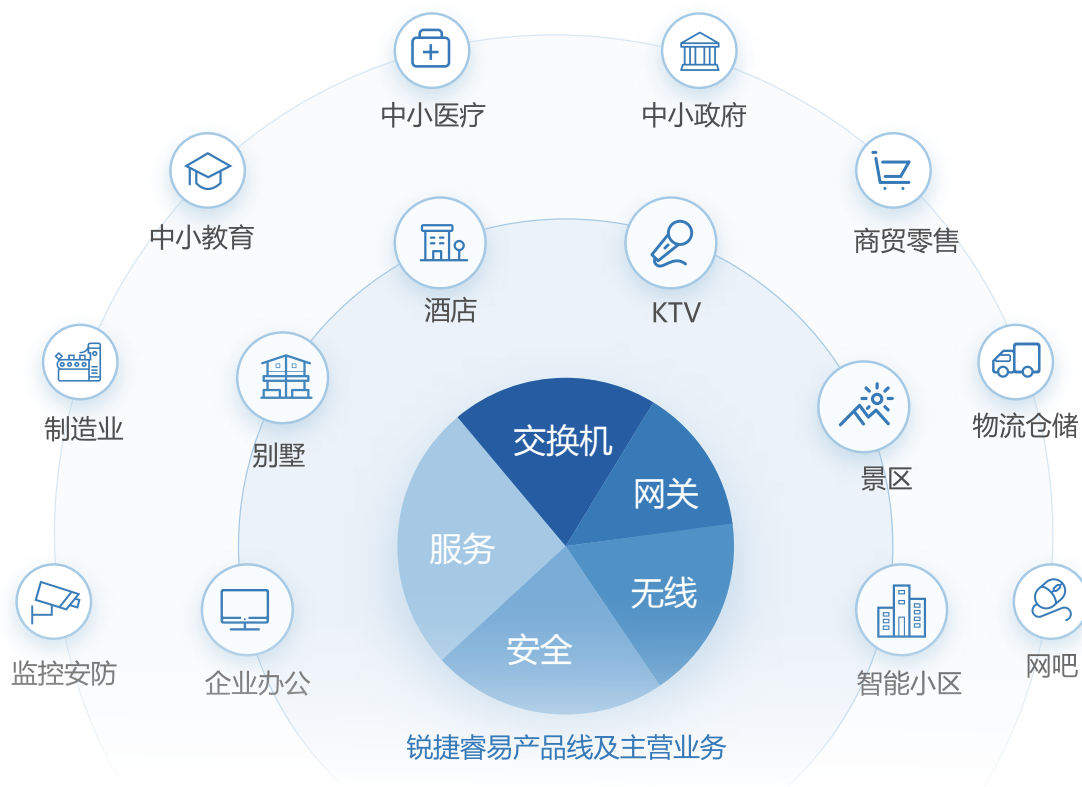 中小医疗
中小政府
中小教育
商贸零售
酒店
KTV
制造业
物流仓储
别墅
景区
交换机
网关
服务
无线
安全
监控安防
企业办公
智能小区
网吧
锐捷睿易产品线及主营业务